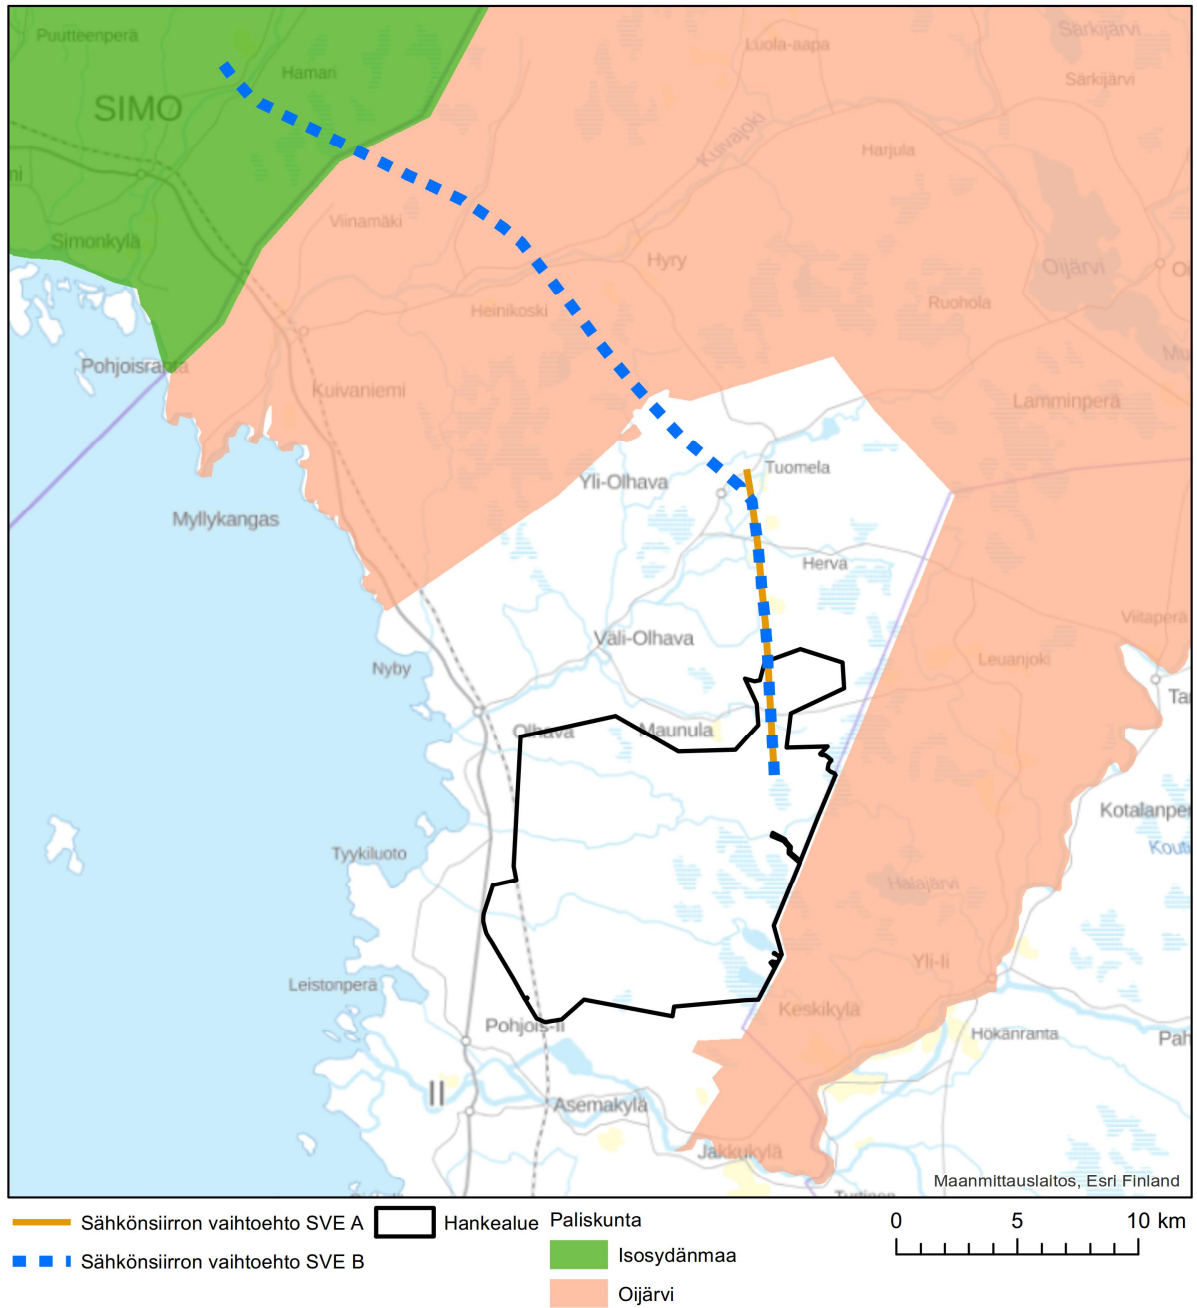 Puutteenperä
Hamari
SIMO
ni
Simonkylä
Pohjoisranta
Viinamäki
Kuivajoki
Luola-aapa
Särkijärvi
Särkijärvi
Harjula
Hyry
Oijärvi
Heinikoski
Ruohola
Kuivaniemi
Lamminperä
Myllykangas
Yli-Olhava
Tuomela
Herva
Väli-Olhava
Viitaperä
Nyby
Leuanjoki
Olhava
Maunula
Kotalanper
Tyykiluoto
Halajärvi
Yli-Ii
Leistonperä
Keskikylä
Pohjois-Ii
Hökänranta
Pah
II
Asemakylä
Jakkukylä
Maanmittauslaitos, Esri Finland
Sähkönsiirron vaihtoehto SVE A
Hankealue
Paliskunta
0 5 10 km
Sähkönsiirron vaihtoehto SVE B
Isosydänmaa
Oijärvi